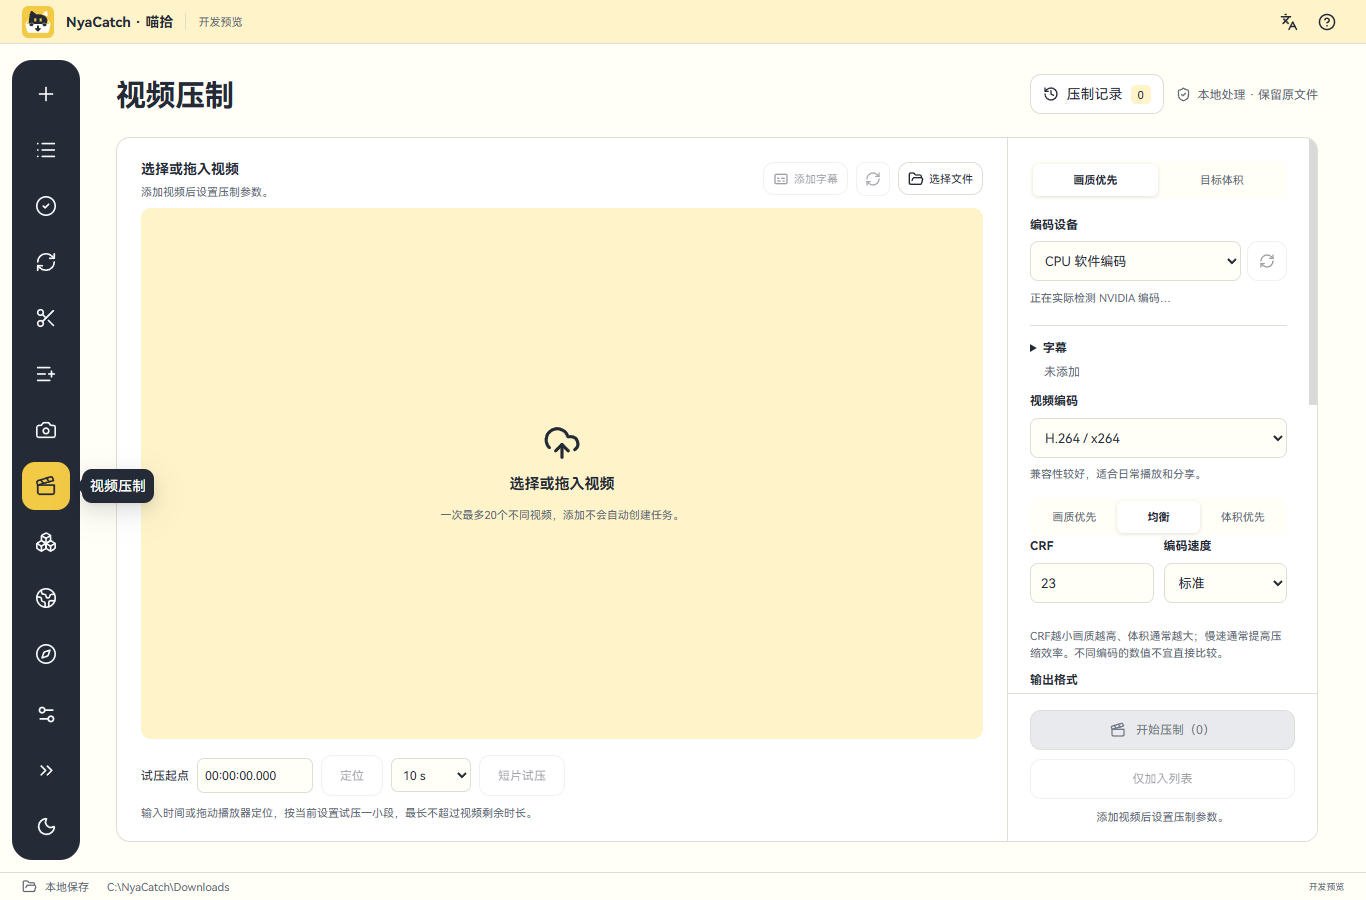 NyaCatch · 喵拾 开发预览
视频压制
压制记录 0 本地处理 · 保留原文件
选择或拖入视频
添加视频后设置压制参数。
添加字幕 选择文件
选择或拖入视频
一次最多20个不同视频，添加不会自动创建任务。
试压起点 00:00:00.000 定位 10 s 短片试压
输入时间或拖动播放器定位，按当前设置试压一小段，最长不超过视频剩余时长。
画质优先 目标体积
编码设备
CPU 软件编码
正在实际检测 NVIDIA 编码…
字幕
未添加
视频编码
H.264 / x264
兼容性较好，适合日常播放和分享。
画质优先 均衡 体积优先
CRF 编码速度
23 标准
CRF越小画质越高、体积通常越大；慢速通常提高压
缩效率。不同编码的数值不宜直接比较。
输出格式
开始压制（0）
仅加入列表
添加视频后设置压制参数。
视频压制
本地保存 C:\NyaCatch\Downloads 开发预览